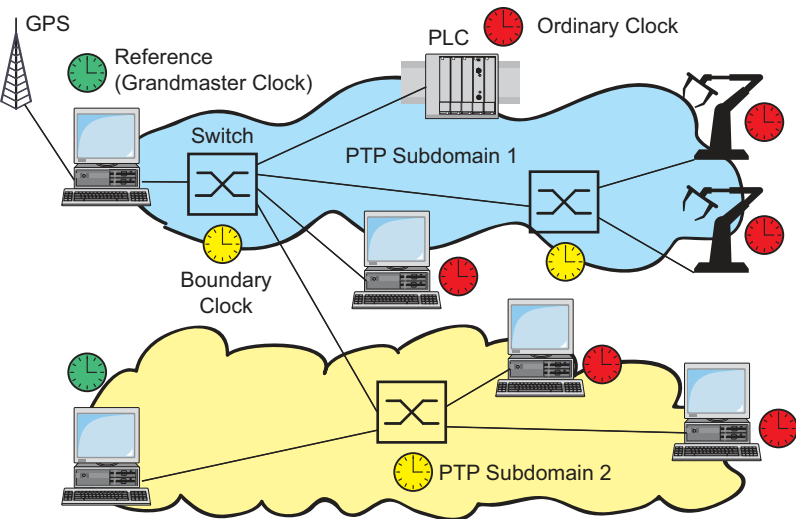 GPS
Reference
(Grandmaster Clock)
PLC
Ordinary Clock
Switch
PTP Subdomain 1
Boundary
Clock
PTP Subdomain 2